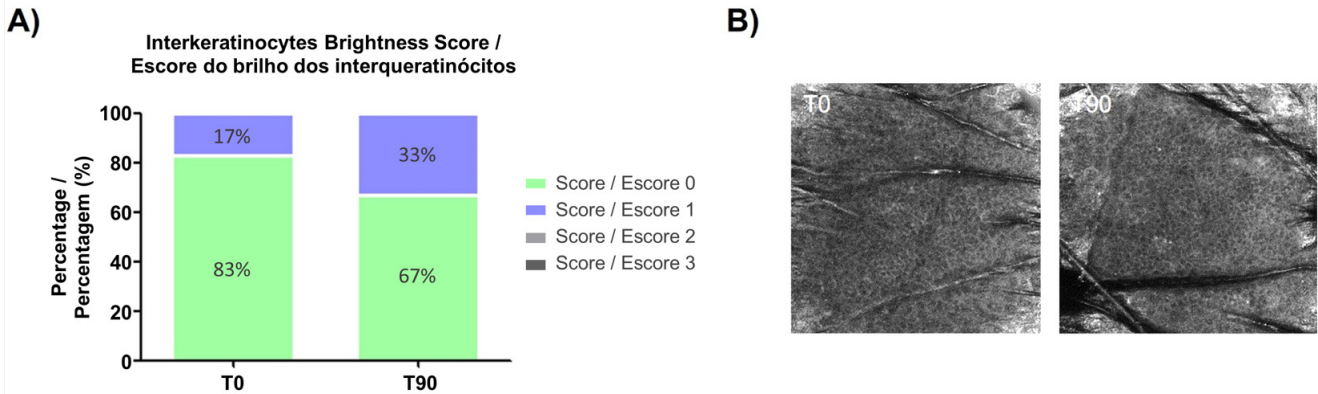 A)
Interkeratinocytes Brightness Score /
Escore do brilho dos interqueratinócitos
Percentage /
Percentagem (%)
100
80
60
40
20
0
17%
83%
33%
67%
T0
T90
Score / Escore 0
Score / Escore 1
Score / Escore 2
Score / Escore 3
B)
T0
T90